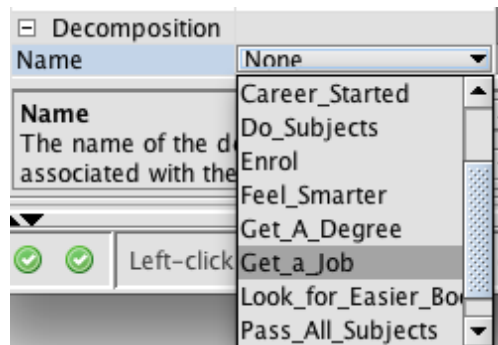 Decomposition
Name None
Career_Started
Name
Do_Subjects
The name of the d
Enrol
associated with the
Feel_Smarter
Get_A_Degree
Left-click
Get_a_Job
Look_for_Easier_Bo
Pass_All_Subjects